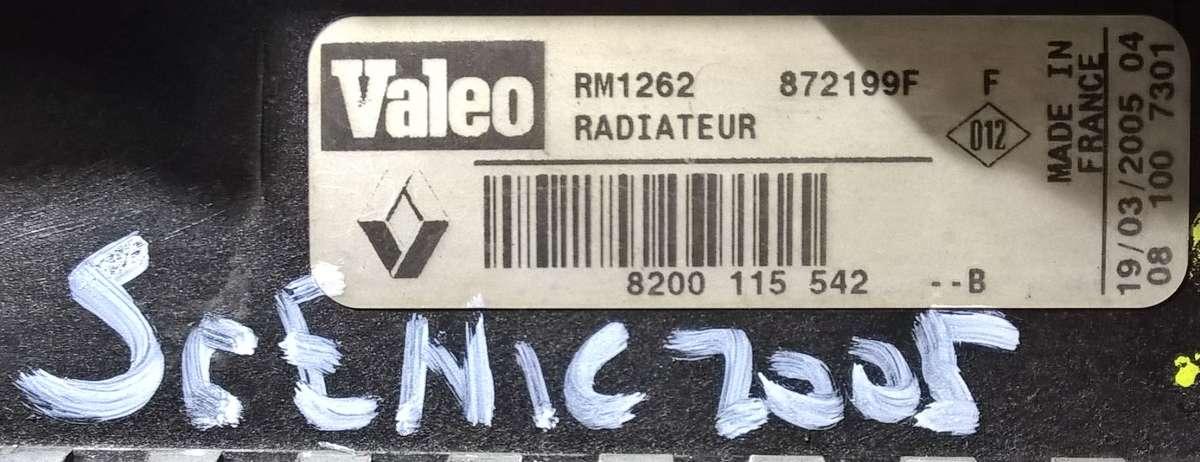 Valeo
RM1262 872199F F
RADIATEUR
012
8200 115 542 --B
MADE IN
FRANCE
19/03/2005 04
08 100 7301
SCENIC 2005